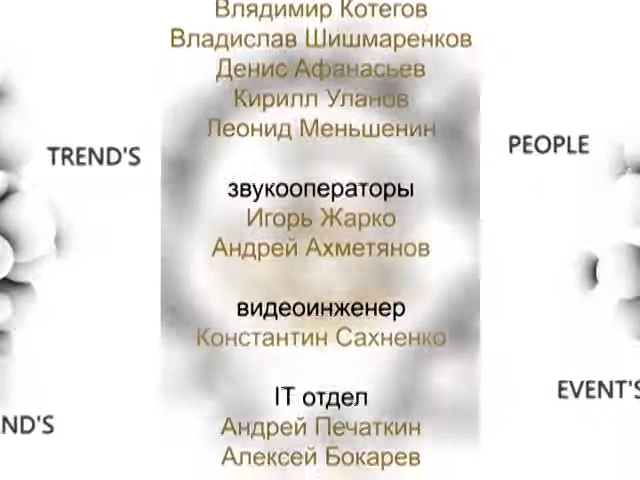 Влядимир Котегов
Владислав Шишмаренков
Денис Афанасьев
Кирилл Уланов
Леонид Меньшенин
TREND'S
PEOPLE
звукооператоры
Игорь Жарко
Андрей Ахметянов
видеоинженер
Константин Сахненко
EVENT'S
IT отдел
ND'S
Андрей Печаткин
Алексей Бокарев